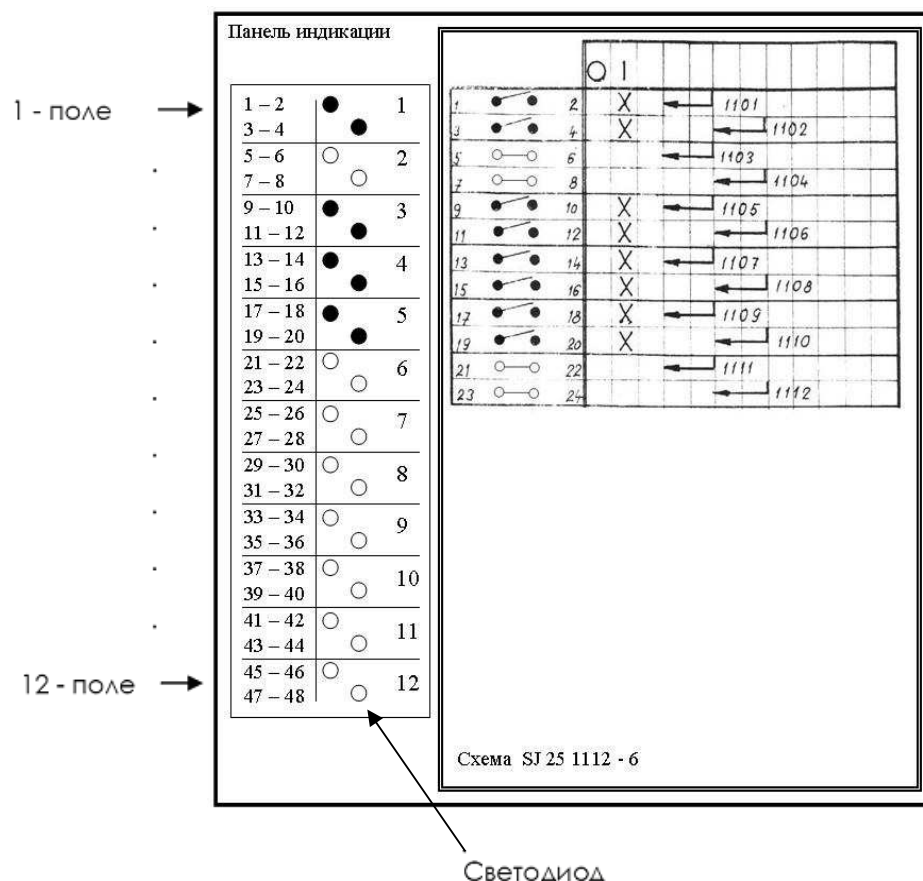 Панель индикации
1 - поле
1 – 2
1
3 – 4
5 – 6
2
7 – 8
9 – 10
3
11 – 12
13 – 14
4
15 – 16
17 – 18
5
19 – 20
21 – 22
6
23 – 24
25 – 26
7
27 – 28
29 – 30
8
31 – 32
33 – 34
9
35 – 36
37 – 38
10
39 – 40
41 – 42
11
43 – 44
12 - поле
45 – 46
12
47 – 48
O I
1 2 X 1101
3 4 X 1102
5 6 1103
7 8 1104
9 10 X 1105
11 12 X 1106
13 14 X 1107
15 16 X 1108
17 18 X 1109
19 20 X 1110
21 22 1111
23 24 1112
Схема SJ 25 1112 - 6
Светодиод